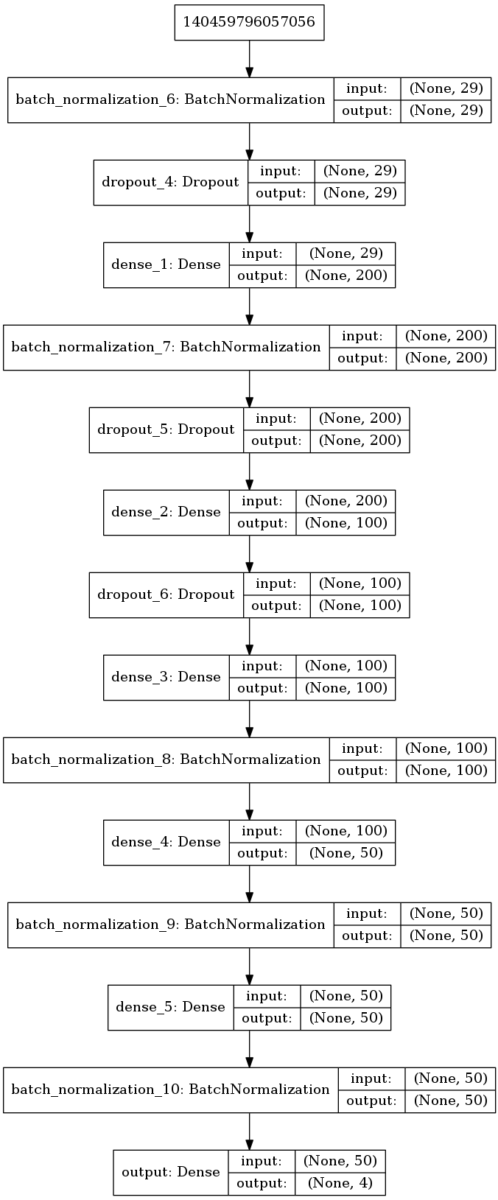 140459796057056
batch_normalization_6: BatchNormalization
input: (None, 29)
output: (None, 29)
dropout_4: Dropout
input: (None, 29)
output: (None, 29)
dense_1: Dense
input: (None, 29)
output: (None, 200)
batch_normalization_7: BatchNormalization
input: (None, 200)
output: (None, 200)
dropout_5: Dropout
input: (None, 200)
output: (None, 200)
dense_2: Dense
input: (None, 200)
output: (None, 100)
dropout_6: Dropout
input: (None, 100)
output: (None, 100)
dense_3: Dense
input: (None, 100)
output: (None, 100)
batch_normalization_8: BatchNormalization
input: (None, 100)
output: (None, 100)
dense_4: Dense
input: (None, 100)
output: (None, 50)
batch_normalization_9: BatchNormalization
input: (None, 50)
output: (None, 50)
dense_5: Dense
input: (None, 50)
output: (None, 50)
batch_normalization_10: BatchNormalization
input: (None, 50)
output: (None, 50)
output: Dense
input: (None, 50)
output: (None, 4)